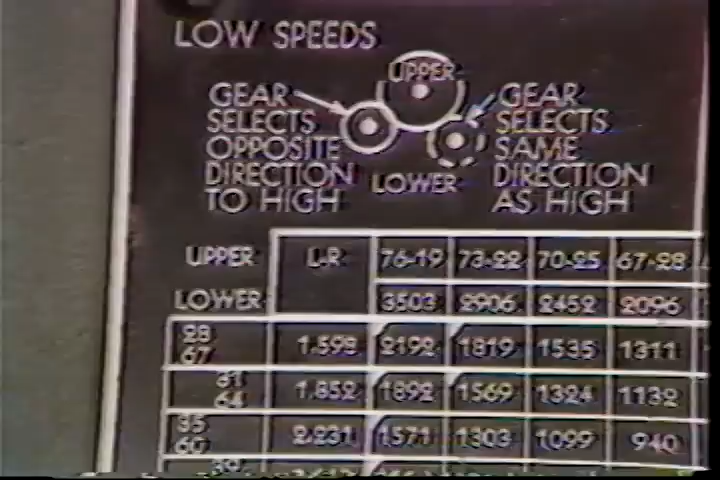 LOW SPEEDS
UPPER
GEAR SELECTS OPPOSITE DIRECTION TO HIGH
LOWER
GEAR SELECTS SAME DIRECTION AS HIGH
UPPER L.R. 76-19 73-22 70-25 67-28
LOWER 3503 2906 2452 2096
28
67 1.598 2192 1819 1535 1311
31
64 1.852 1892 1569 1324 1132
35
60 2.231 1571 1303 1099 940
39